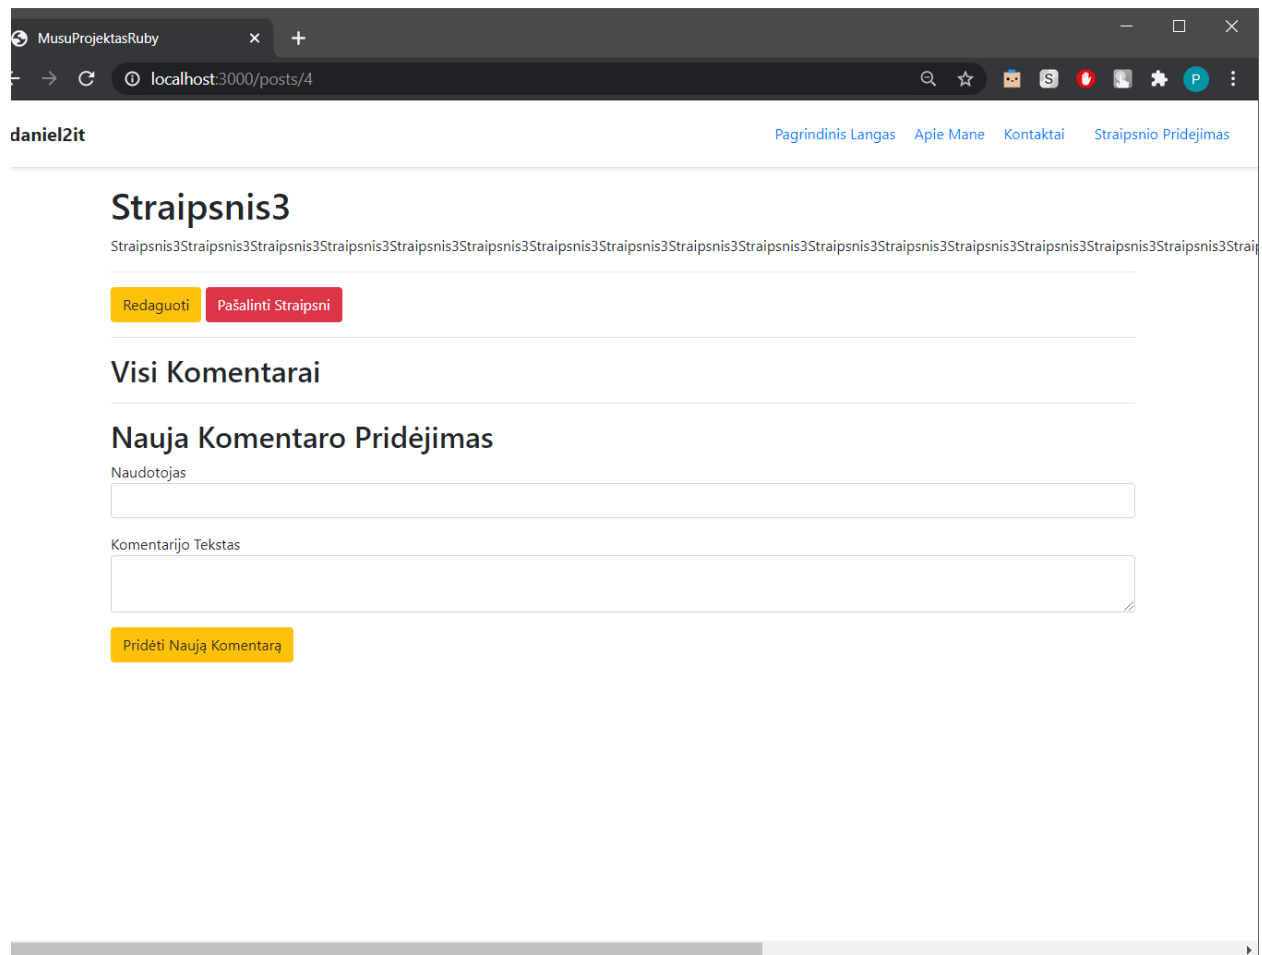 MusuProjektasRuby
localhost:3000/posts/4
S
P
daniel2it
Pagrindinis Langas Apie Mane Kontaktai Straipsnio Pridejimas
Straipsnis3
Straipsnis3Straipsnis3Straipsnis3Straipsnis3Straipsnis3Straipsnis3Straipsnis3Straipsnis3Straipsnis3Straipsnis3Straipsnis3Straipsnis3Straipsnis3Straipsnis3Straipsnis3Straipsnis3Straip
Redaguoti Pašalinti Straipsni
Visi Komentarai
Nauja Komentaro Pridėjimas
Naudotojas
Komentarijo Tekstas
Pridėti Naują Komentarą